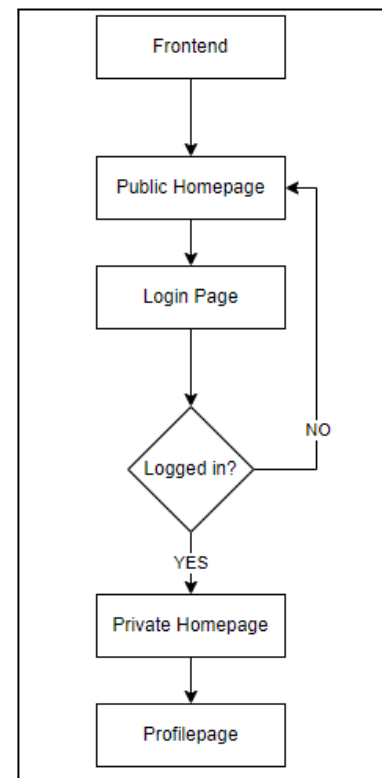 Frontend
Public Homepage
Login Page
NO
Logged in?
YES
Private Homepage
Profilepage